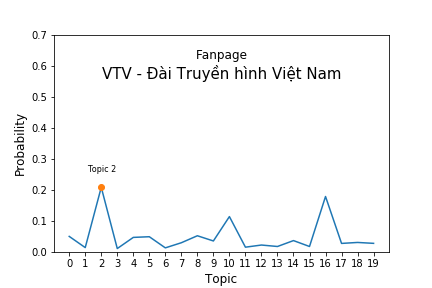 Fanpage
VTV - Đài Truyền hình Việt Nam
Probability
0.7
0.6
0.5
0.4
0.3
0.2
0.1
0.0
Topic 2
0 1 2 3 4 5 6 7 8 9 10 11 12 13 14 15 16 17 18 19
Topic